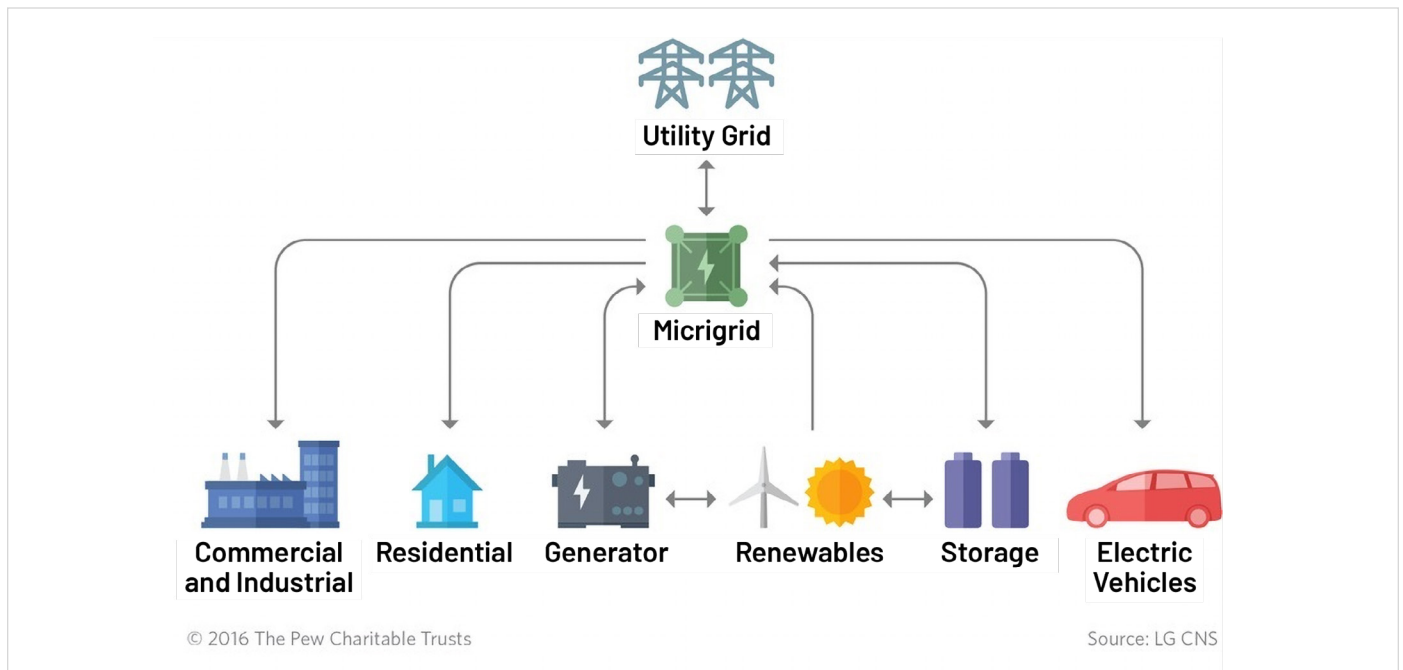 Utility Grid
Micrigrid
Commercial
and Industrial
Residential
Generator
Renewables
Storage
Electric
Vehicles
© 2016 The Pew Charitable Trusts
Source: LG CNS